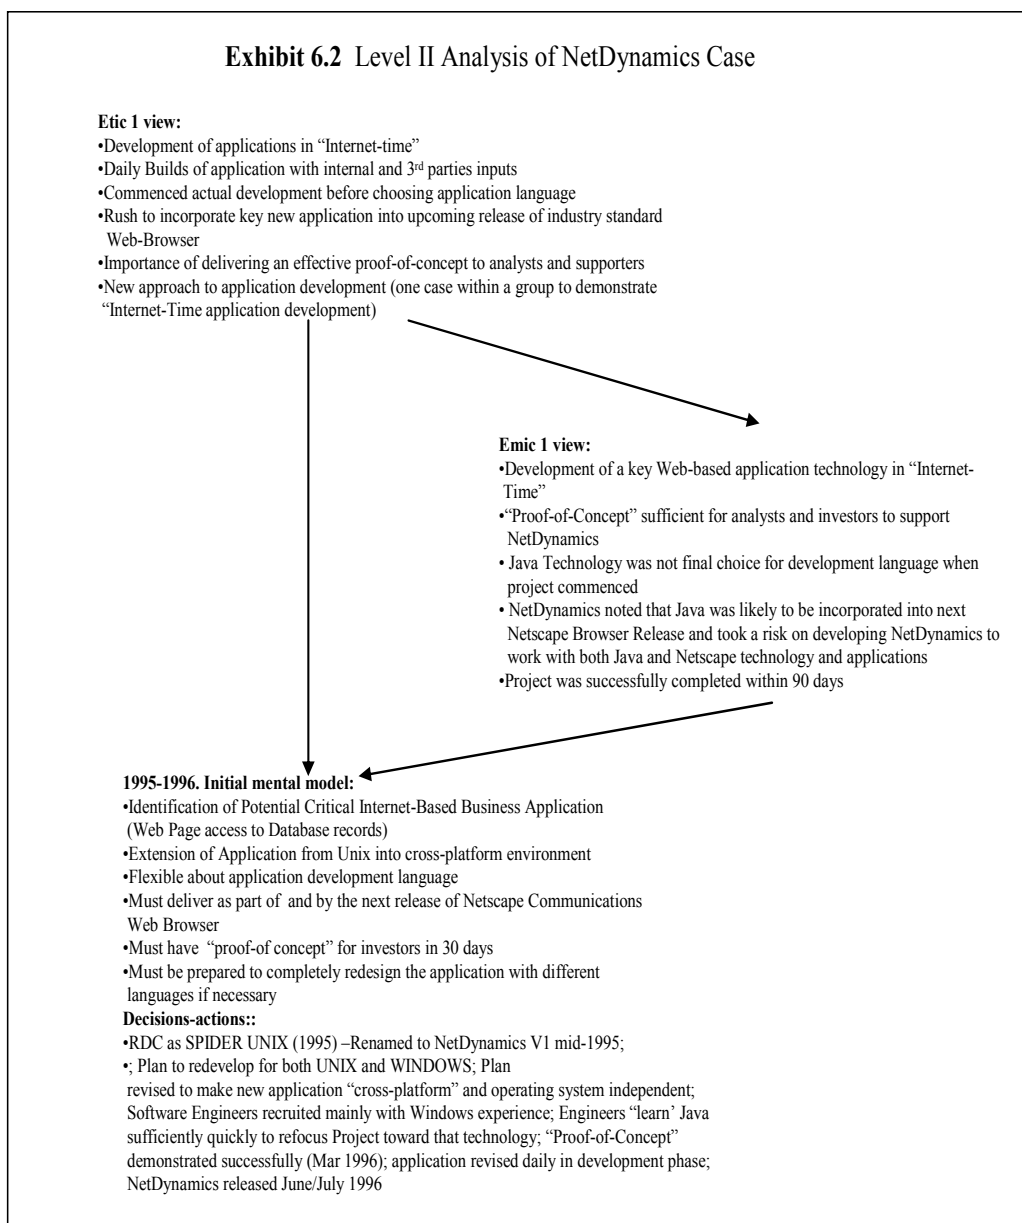 Exhibit 6.2 Level II Analysis of NetDynamics Case
Etic 1 view:
•Development of applications in “Internet-time”
•Daily Builds of application with internal and 3rd parties inputs
•Commenced actual development before choosing application language
•Rush to incorporate key new application into upcoming release of industry standard
Web-Browser
•Importance of delivering an effective proof-of-concept to analysts and supporters
•New approach to application development (one case within a group to demonstrate
“Internet-Time application development)
Emic 1 view:
•Development of a key Web-based application technology in “Internet-
Time”
•“Proof-of-Concept” sufficient for analysts and investors to support
NetDynamics
• Java Technology was not final choice for development language when
project commenced
• NetDynamics noted that Java was likely to be incorporated into next
Netscape Browser Release and took a risk on developing NetDynamics to
work with both Java and Netscape technology and applications
•Project was successfully completed within 90 days
1995-1996. Initial mental model:
•Identification of Potential Critical Internet-Based Business Application
(Web Page access to Database records)
•Extension of Application from Unix into cross-platform environment
•Flexible about application development language
•Must deliver as part of and by the next release of Netscape Communications
Web Browser
•Must have “proof-of concept” for investors in 30 days
•Must be prepared to completely redesign the application with different
languages if necessary
Decisions-actions::
•RDC as SPIDER UNIX (1995) –Renamed to NetDynamics V1 mid-1995;
•; Plan to redevelop for both UNIX and WINDOWS; Plan
revised to make new application “cross-platform” and operating system independent;
Software Engineers recruited mainly with Windows experience; Engineers “learn’ Java
sufficiently quickly to refocus Project toward that technology; “Proof-of-Concept”
demonstrated successfully (Mar 1996); application revised daily in development phase;
NetDynamics released June/July 1996